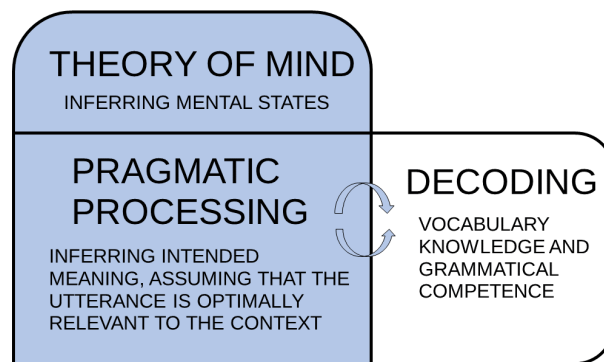 THEORY OF MIND
INFERRING MENTAL STATES
PRAGMATIC
PROCESSING
INFERRING INTENDED
MEANING, ASSUMING THAT THE
UTTERANCE IS OPTIMALLY
RELEVANT TO THE CONTEXT
DECODING
VOCABULARY
KNOWLEDGE AND
GRAMMATICAL
COMPETENCE